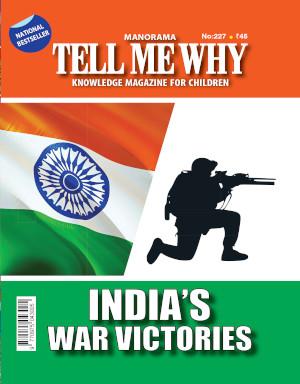 NATIONAL
BESTSELLER
MANORAMA
No:227 • ₹45
TELL ME WHY
KNOWLEDGE MAGAZINE FOR CHILDREN
INDIA'S
WAR VICTORIES